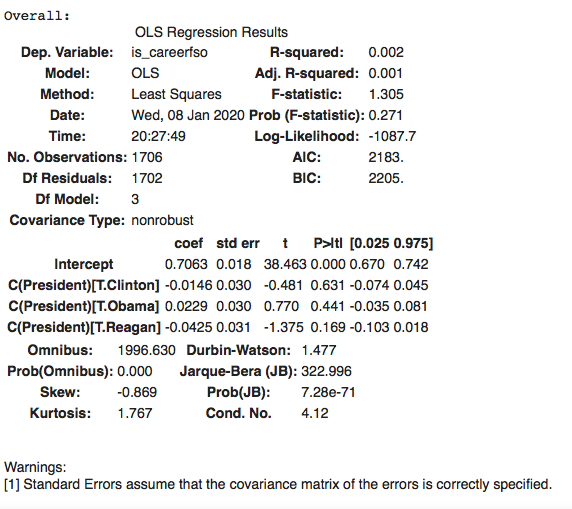 Overall:
OLS Regression Results
Dep. Variable: is_careerfso R-squared: 0.002
Model: OLS Adj. R-squared: 0.001
Method: Least Squares F-statistic: 1.305
Date: Wed, 08 Jan 2020 Prob (F-statistic): 0.271
Time: 20:27:49 Log-Likelihood: -1087.7
No. Observations: 1706 AIC: 2183.
Df Residuals: 1702 BIC: 2205.
Df Model: 3
Covariance Type: nonrobust
coef std err t P>|t| [0.025 0.975]
Intercept 0.7063 0.018 38.463 0.000 0.670 0.742
C(President)[T.Clinton] -0.0146 0.030 -0.481 0.631 -0.074 0.045
C(President)[T.Obama] 0.0229 0.030 0.770 0.441 -0.035 0.081
C(President)[T.Reagan] -0.0425 0.031 -1.375 0.169 -0.103 0.018
Omnibus: 1996.630 Durbin-Watson: 1.477
Prob(Omnibus): 0.000 Jarque-Bera (JB): 322.996
Skew: -0.869 Prob(JB): 7.28e-71
Kurtosis: 1.767 Cond. No. 4.12
Warnings:
[1] Standard Errors assume that the covariance matrix of the errors is correctly specified.